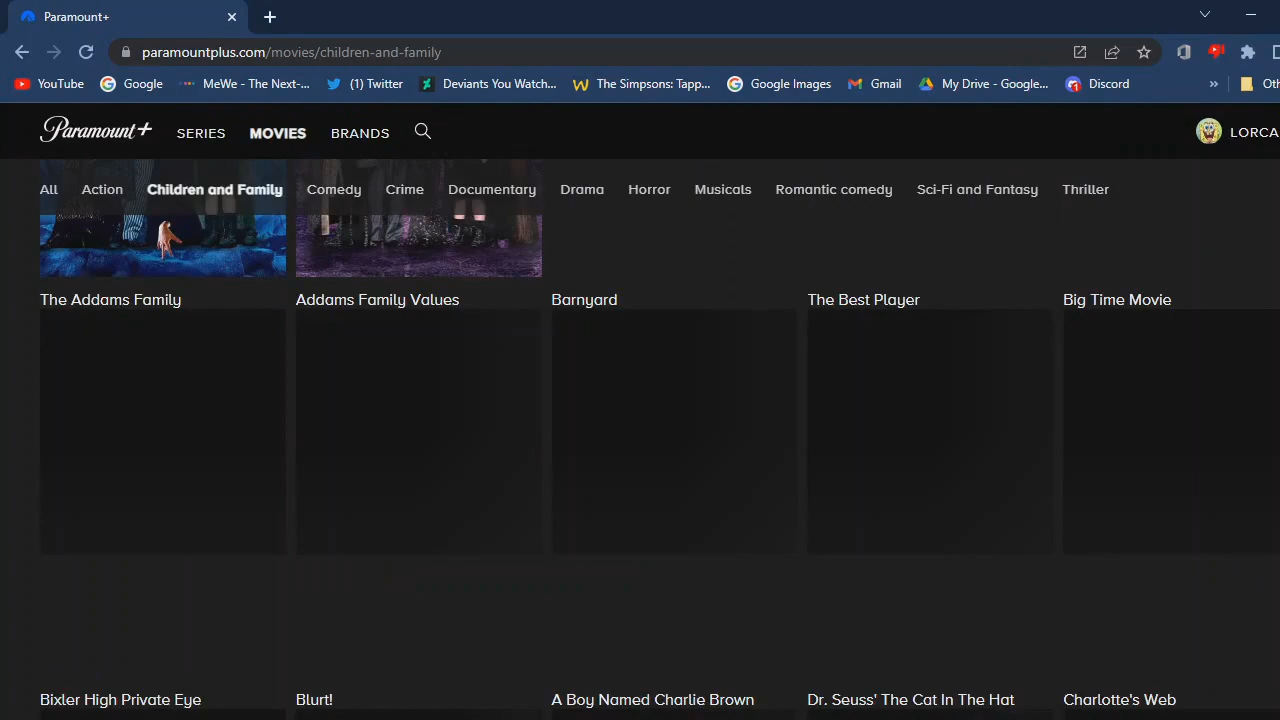 Paramount+
paramountplus.com/movies/children-and-family
YouTube Google MeWe - The Next-... (1) Twitter Deviants You Watch... The Simpsons: Tapp... Google Images Gmail My Drive - Google... Discord » Oth
Paramount+ SERIES MOVIES BRANDS LORCA
All Action Children and Family Comedy Crime Documentary Drama Horror Musicals Romantic comedy Sci-Fi and Fantasy Thriller
The Addams Family Addams Family Values Barnyard The Best Player Big Time Movie
Bixler High Private Eye Blurt! A Boy Named Charlie Brown Dr. Seuss' The Cat In The Hat Charlotte's Web